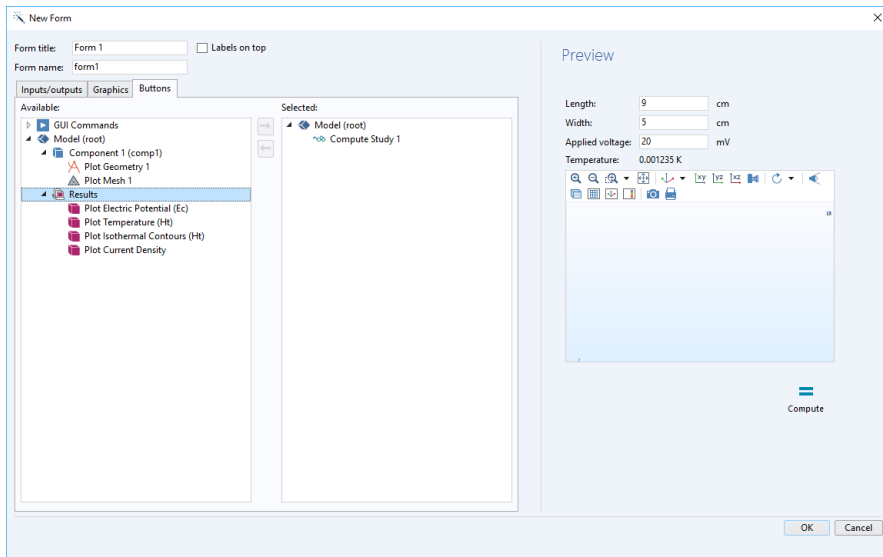 New Form
Form title: Form 1 Labels on top
Form name: form1
Inputs/outputs Graphics Buttons
Available:
GUI Commands
Model (root)
Component 1 (comp1)
Plot Geometry 1
Plot Mesh 1
Results
Plot Electric Potential (Ec)
Plot Temperature (Ht)
Plot Isothermal Contours (Ht)
Plot Current Density
Selected:
Model (root)
Compute Study 1
Preview
Length: 9 cm
Width: 5 cm
Applied voltage: 20 mV
Temperature: 0.001235 K
xy yz xz
Compute
OK Cancel